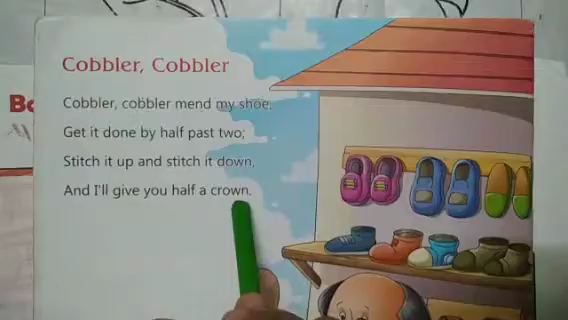 Cobbler, Cobbler
Cobbler, cobbler mend my shoe,
Get it done by half past two;
Stitch it up and stitch it down,
And I'll give you half a crown.